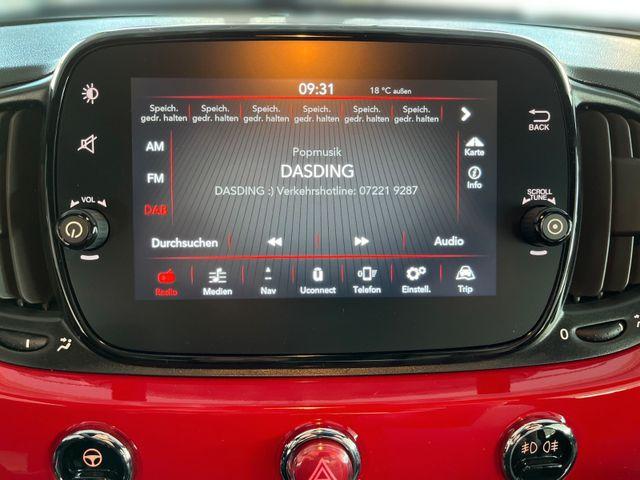 09:31 18 °C außen
Speich. Speich. Speich. Speich. Speich. Speich.
gedr. halten gedr. halten gedr. halten gedr. halten gedr. halten gedr. halten
BACK
AM
Karte
Popmusik
DASDING
FM
Info
DASDING :) Verkehrshotline: 07221 9287
VOL
SCROLL
TUNE
DAB
Durchsuchen Audio
Radio Medien Nav Uconnect Telefon Einstell. Trip
0